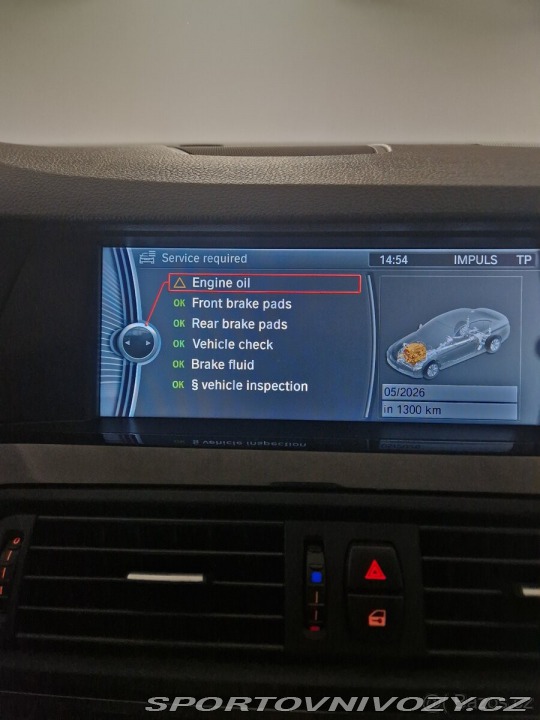 Service required
14:54 IMPULS TP
Engine oil
OK Front brake pads
OK Rear brake pads
OK Vehicle check
OK Brake fluid
OK § vehicle inspection
05/2026
in 1300 km
SPORTOVNIVOZY.CZ